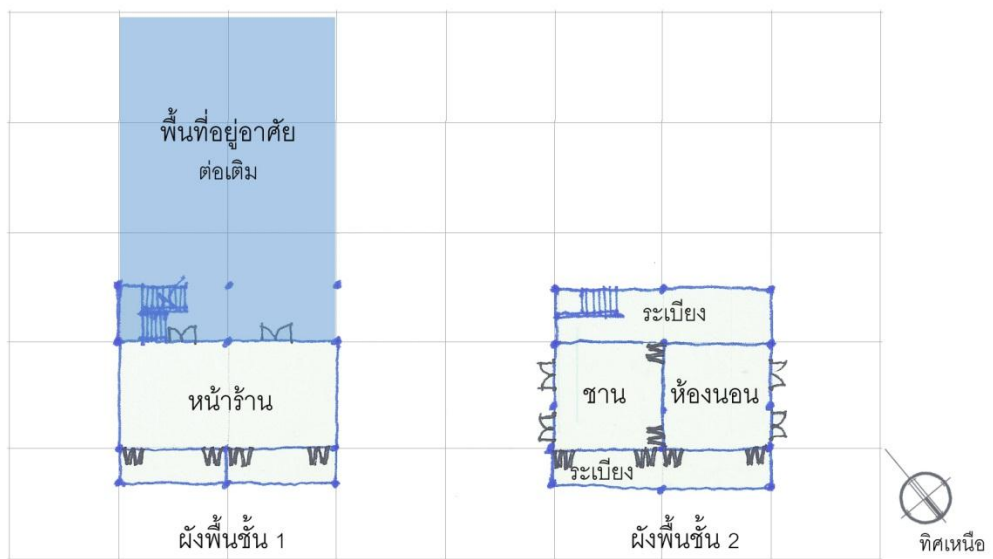 พื้นที่อยู่อาศัย
ต่อเติม
หน้าร้าน
ผังพื้นชั้น 1
ระเบียง
ชาน
ห้องนอน
ระเบียง
ผังพื้นชั้น 2
ทิศเหนือ